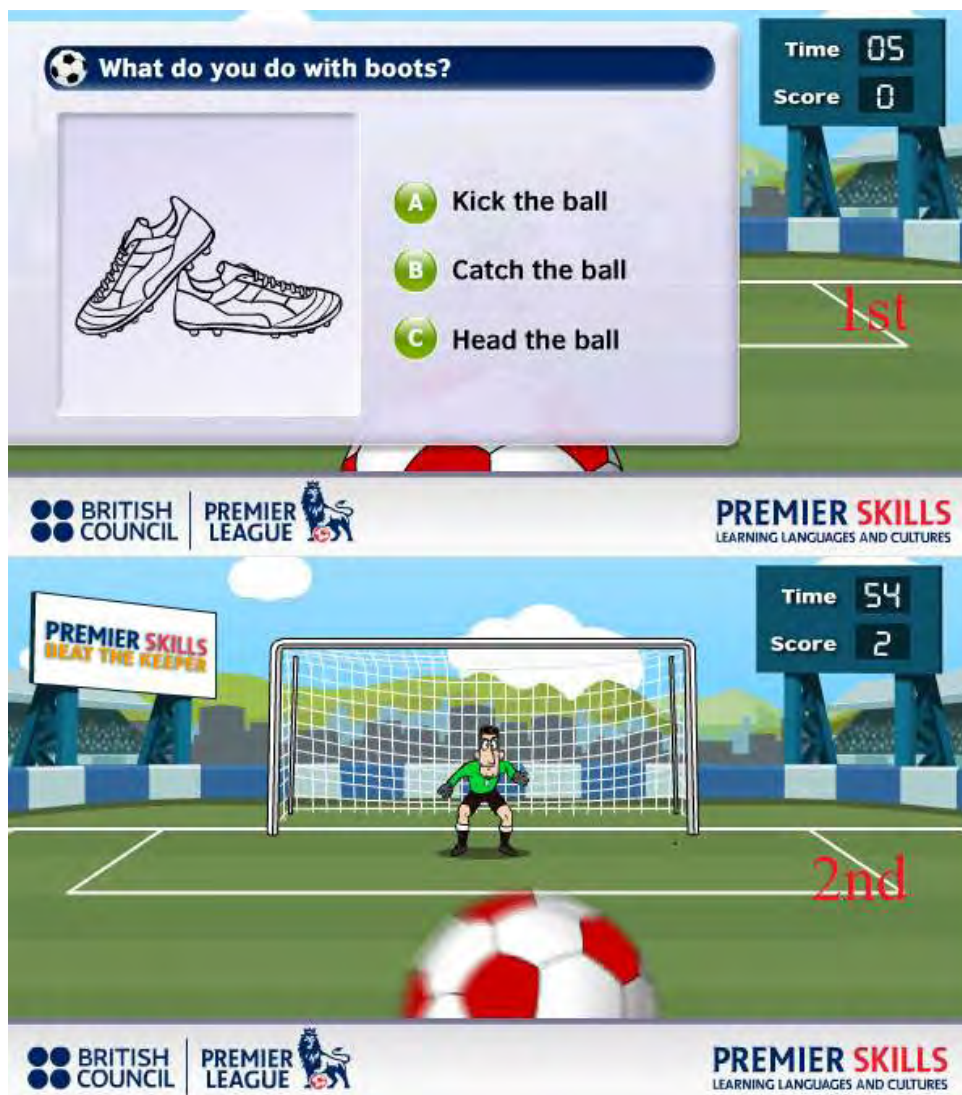 What do you do with boots?
Time 05
Score 0
A Kick the ball
B Catch the ball
C Head the ball
1st
BRITISH
COUNCIL
PREMIER
LEAGUE
PREMIER SKILLS
LEARNING LANGUAGES AND CULTURES
PREMIER SKILLS
BEAT THE KEEPER
Time 54
Score 2
2nd
BRITISH
COUNCIL
PREMIER
LEAGUE
PREMIER SKILLS
LEARNING LANGUAGES AND CULTURES